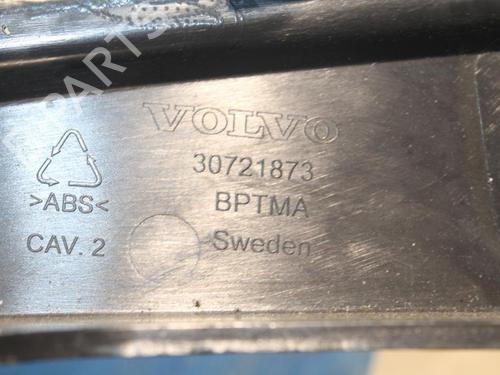 VOLVO
30721873
>ABS<
BPTMA
CAV. 2
Sweden